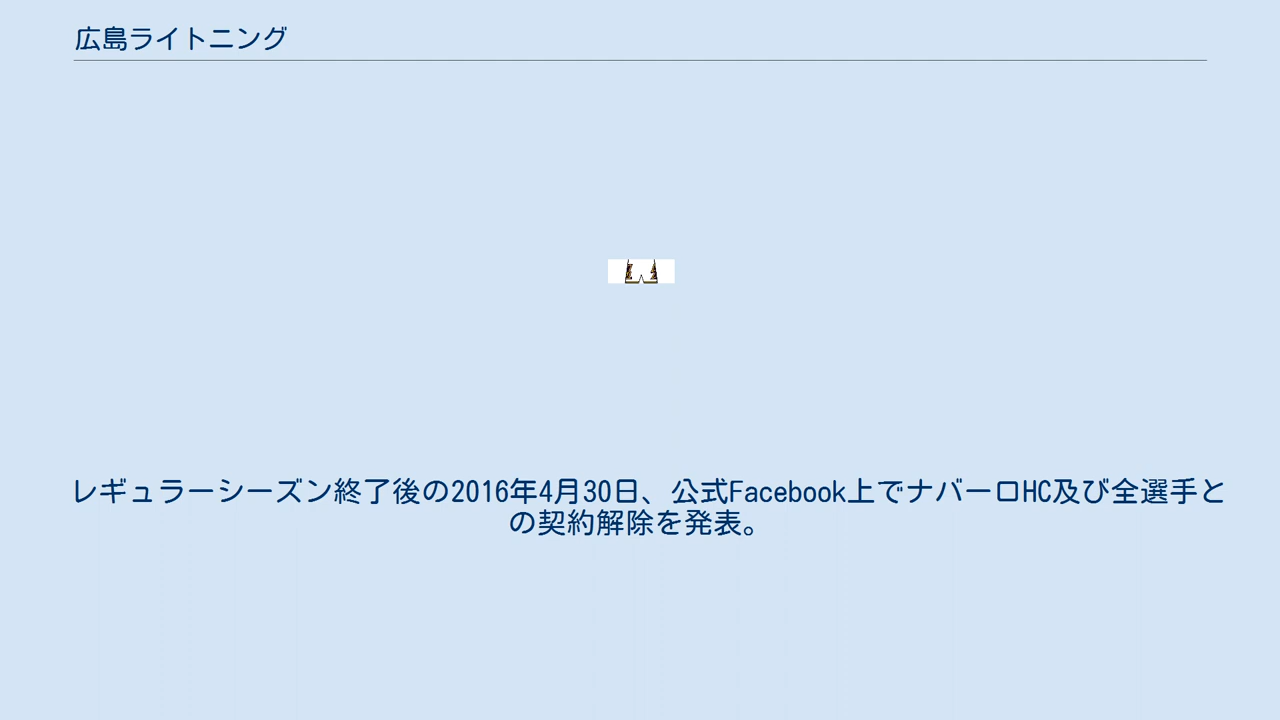 広島ライトニング
レギュラーシーズン終了後の2016年4月30日、公式Facebook上でナバーロHC及び全選手と
の契約解除を発表。